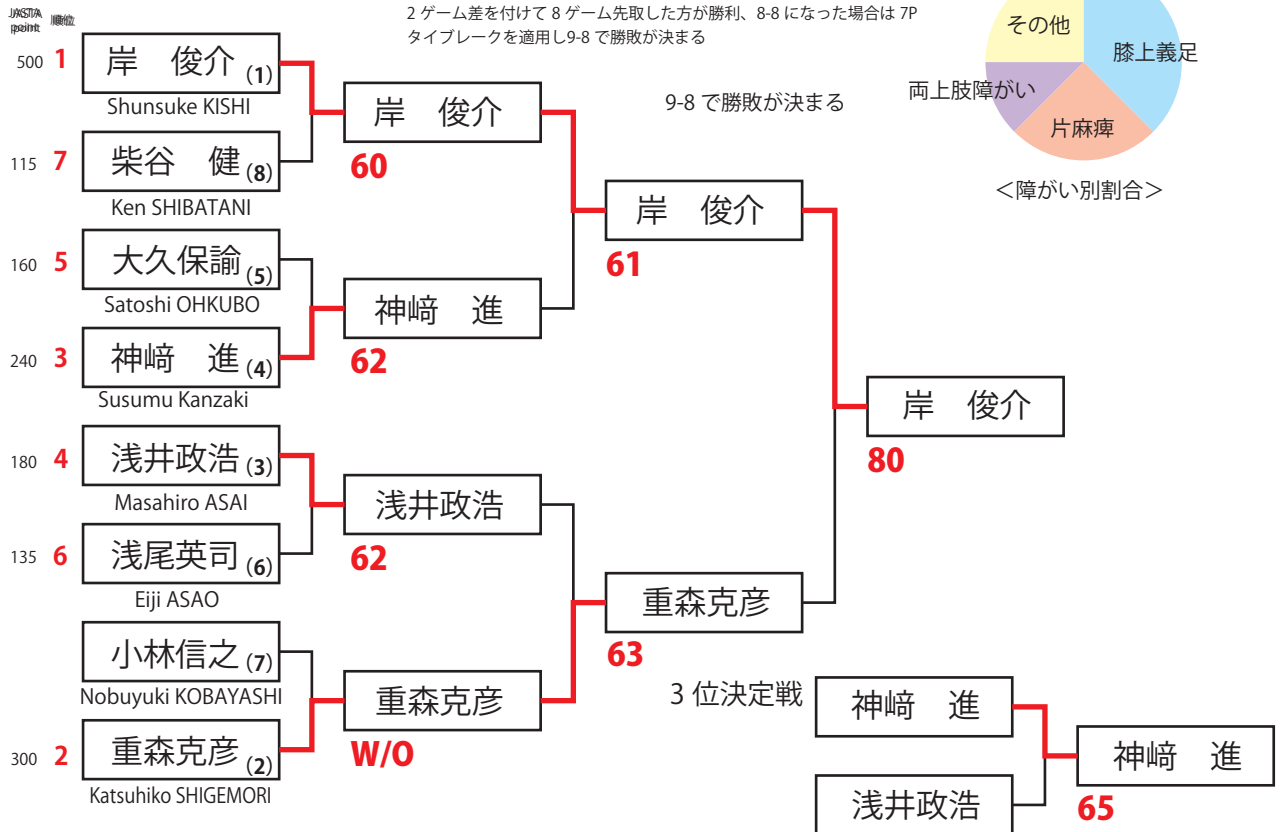 JASTA
point
順位
2 ゲーム差を付けて 8 ゲーム先取した方が勝利、8-8 になった場合は 7P
タイブレークを適用し9-8 で勝敗が決まる
9-8 で勝敗が決まる
その他
膝上義足
両上肢障がい
片麻痺
＜障がい別割合＞
500 1 岸　俊介 (1)
Shunsuke KISHI
115 7 柴谷　健 (8)
Ken SHIBATANI
160 5 大久保諭 (5)
Satoshi OHKUBO
240 3 神﨑　進 (4)
Susumu Kanzaki
180 4 浅井政浩 (3)
Masahiro ASAI
135 6 浅尾英司 (6)
Eiji ASAO
小林信之 (7)
Nobuyuki KOBAYASHI
300 2 重森克彦 (2)
Katsuhiko SHIGEMORI
岸　俊介
60
神﨑　進
62
浅井政浩
62
重森克彦
W/O
岸　俊介
61
重森克彦
63
岸　俊介
80
3 位決定戦
神﨑　進
浅井政浩
神﨑　進
65